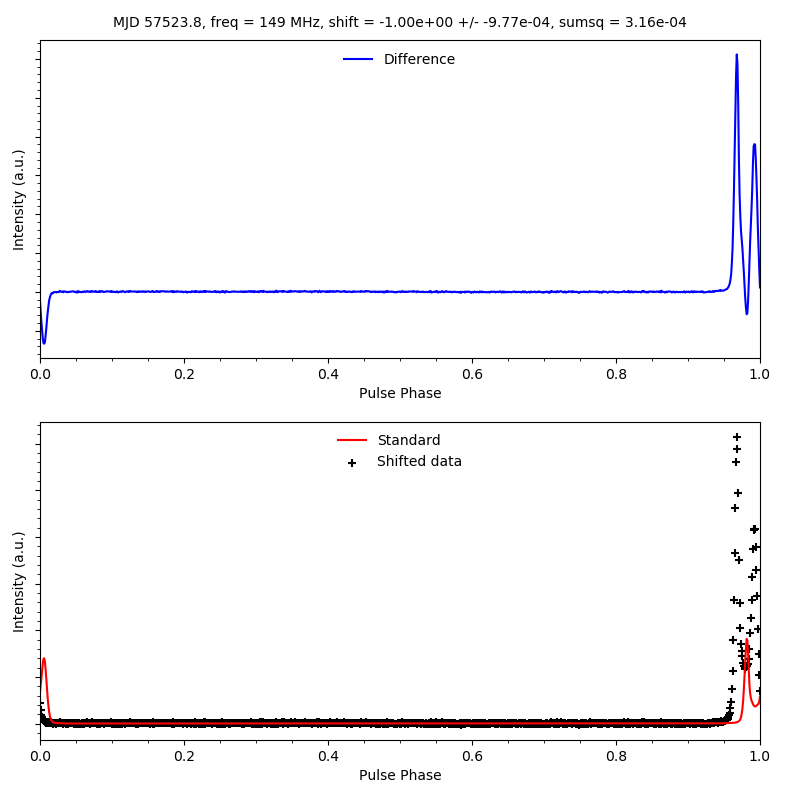 MJD 57523.8, freq = 149 MHz, shift = -1.00e+00 +/- -9.77e-04, sumsq = 3.16e-04
Difference
Intensity (a.u.)
0.0 0.2 0.4 0.6 0.8 1.0
Pulse Phase
Standard
Shifted data
Intensity (a.u.)
0.0 0.2 0.4 0.6 0.8 1.0
Pulse Phase